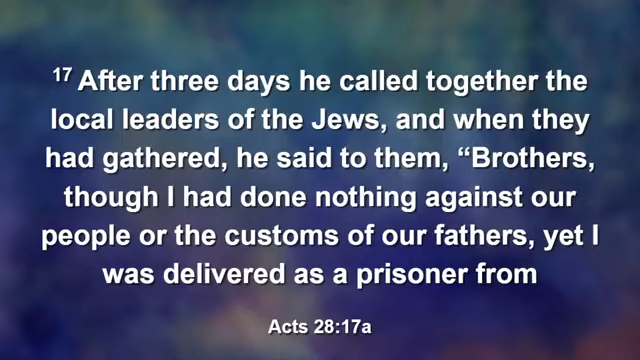 17 After three days he called together the
local leaders of the Jews, and when they
had gathered, he said to them, “Brothers,
though I had done nothing against our
people or the customs of our fathers, yet I
was delivered as a prisoner from
Acts 28:17a